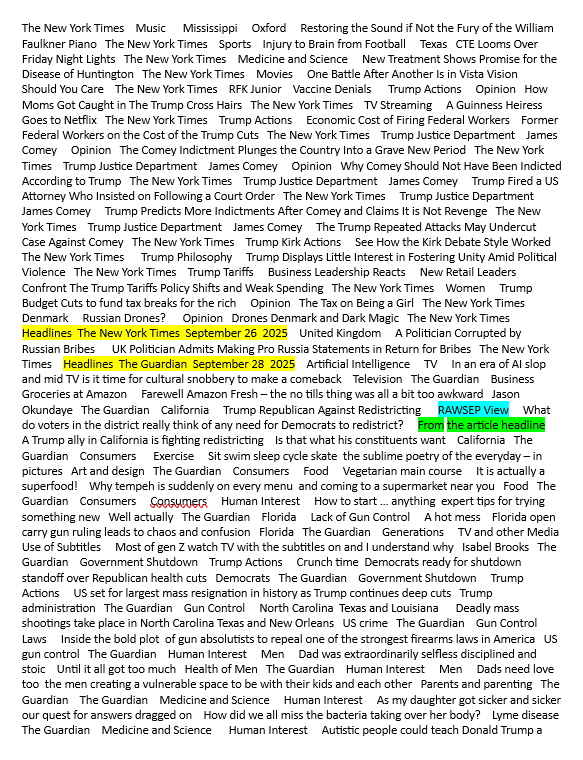 The New York Times    Music     Mississippi    Oxford    Restoring the Sound if Not the Fury of the William
Faulkner Piano   The New York Times    Sports    Injury to Brain from Football     Texas   CTE Looms Over
Friday Night Lights   The New York Times    Medicine and Science    New Treatment Shows Promise for the
Disease of Huntington   The New York Times    Movies    One Battle After Another Is in Vista Vision
Should You Care    The New York Times    RFK Junior    Vaccine Denials     Trump Actions    Opinion   How
Moms Got Caught in The Trump Cross Hairs   The New York Times    TV Streaming    A Guinness Heiress
Goes to Netflix   The New York Times    Trump Actions    Economic Cost of Firing Federal Workers    Former
Federal Workers on the Cost of the Trump Cuts   The New York Times    Trump Justice Department    James
Comey    Opinion    The Comey Indictment Plunges the Country Into a Grave New Period   The New York
Times    Trump Justice Department    James Comey    Opinion    Why Comey Should Not Have Been Indicted
According to Trump   The New York Times    Trump Justice Department    James Comey    Trump Fired a US
Attorney Who Insisted on Following a Court Order   The New York Times    Trump Justice Department
James Comey    Trump Predicts More Indictments After Comey and Claims It is Not Revenge   The New
York Times    Trump Justice Department    James Comey    The Trump Repeated Attacks May Undercut
Case Against Comey   The New York Times    Trump Kirk Actions    See How the Kirk Debate Style Worked
The New York Times    Trump Philosophy    Trump Displays Little Interest in Fostering Unity Amid Political
Violence   The New York Times    Trump Tariffs    Business Leadership Reacts    New Retail Leaders
Confront The Trump Tariffs Policy Shifts and Weak Spending   The New York Times    Women    Trump
Budget Cuts to fund tax breaks for the rich    Opinion   The Tax on Being a Girl   The New York Times
Denmark    Russian Drones?    Opinion   Drones Denmark and Dark Magic   The New York Times
Headlines  The New York Times  September 26  2025    United Kingdom    A Politician Corrupted by
Russian Bribes    UK Politician Admits Making Pro Russia Statements in Return for Bribes   The New York
Times    Headlines  The Guardian  September 28  2025    Artificial Intelligence    TV    In an era of AI slop
and mid TV is it time for cultural snobbery to make a comeback   Television   The Guardian    Business
Groceries at Amazon    Farewell Amazon Fresh – the no tills thing was all a bit too awkward   Jason
Okundaye   The Guardian    California    Trump Republican Against Redistricting    RAWSEP View    What
do voters in the district really think of any need for Democrats to redistrict?    From the article headline
A Trump ally in California is fighting redistricting    Is that what his constituents want    California   The
Guardian    Consumers    Exercise    Sit swim sleep cycle skate  the sublime poetry of the everyday – in
pictures   Art and design   The Guardian    Consumers    Food    Vegetarian main course    It is actually a
superfood!   Why tempeh is suddenly on every menu  and coming to a supermarket near you   Food   The
Guardian    Consumers    Consumers    Human Interest    How to start ... anything  expert tips for trying
something new   Well actually   The Guardian    Florida    Lack of Gun Control    A hot mess   Florida open
carry gun ruling leads to chaos and confusion   Florida   The Guardian    Generations    TV and other Media
Use of Subtitles    Most of gen Z watch TV with the subtitles on and I understand why   Isabel Brooks   The
Guardian    Government Shutdown    Trump Actions    Crunch time  Democrats ready for shutdown
standoff over Republican health cuts   Democrats   The Guardian    Government Shutdown    Trump
Actions    US set for largest mass resignation in history as Trump continues deep cuts   Trump
administration   The Guardian    Gun Control    North Carolina  Texas and Louisiana    Deadly mass
shootings take place in North Carolina Texas and New Orleans   US crime   The Guardian    Gun Control
Laws    Inside the bold plot  of gun absolutists to repeal one of the strongest firearms laws in America   US
gun control   The Guardian    Human Interest    Men    Dad was extraordinarily selfless disciplined and
stoic    Until it all got too much   Health of Men   The Guardian    Human Interest    Men    Dads need love
too  the men creating a vulnerable space to be with their kids and each other   Parents and parenting   The
Guardian    The Guardian    Medicine and Science    Human Interest    As my daughter got sicker and sicker
our quest for answers dragged on    How did we all miss the bacteria taking over her body?   Lyme disease
The Guardian    Medicine and Science    Human Interest    Autistic people could teach Donald Trump a